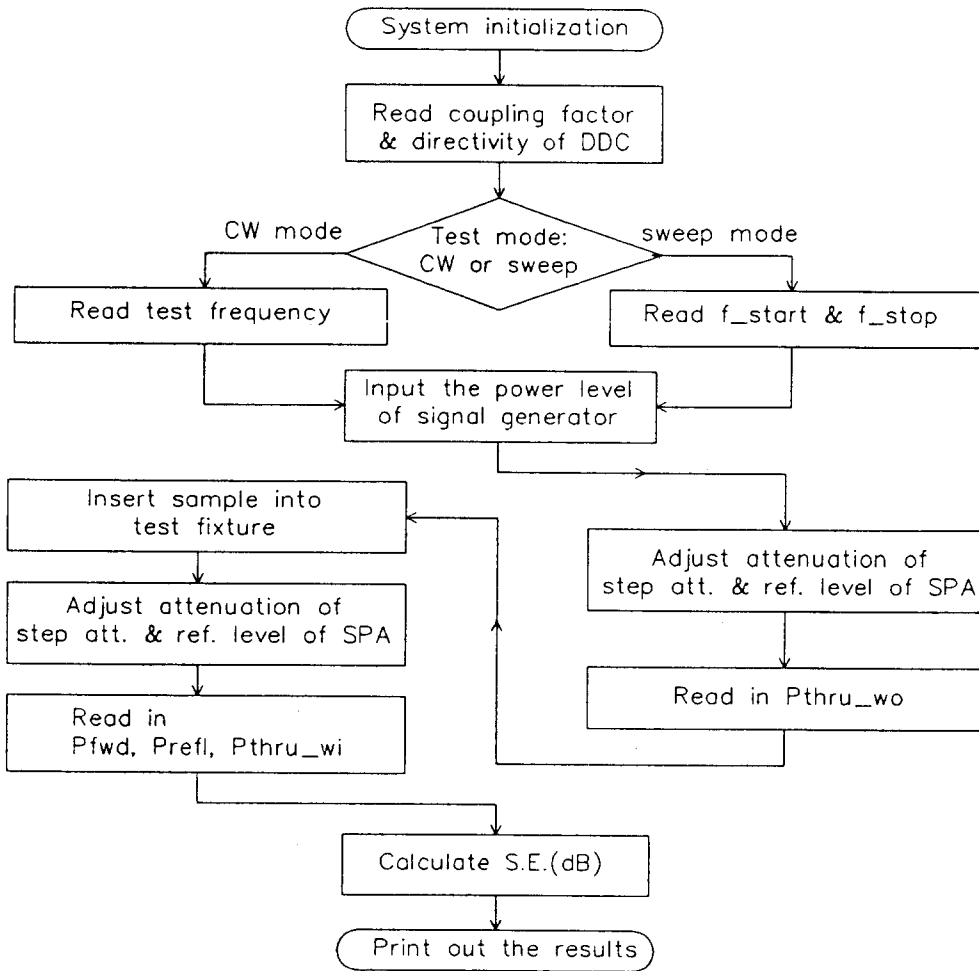 System initialization
Read coupling factor
& directivity of DDC
CW mode
Test mode:
CW or sweep
sweep mode
Read test frequency
Read f_start & f_stop
Input the power level
of signal generator
Insert sample into
test fixture
Adjust attenuation of
step att. & ref. level of SPA
Adjust attenuation of
step att. & ref. level of SPA
Read in Pthru_wo
Read in
Pfwd, Prefl, Pthru_wi
Calculate S.E.(dB)
Print out the results